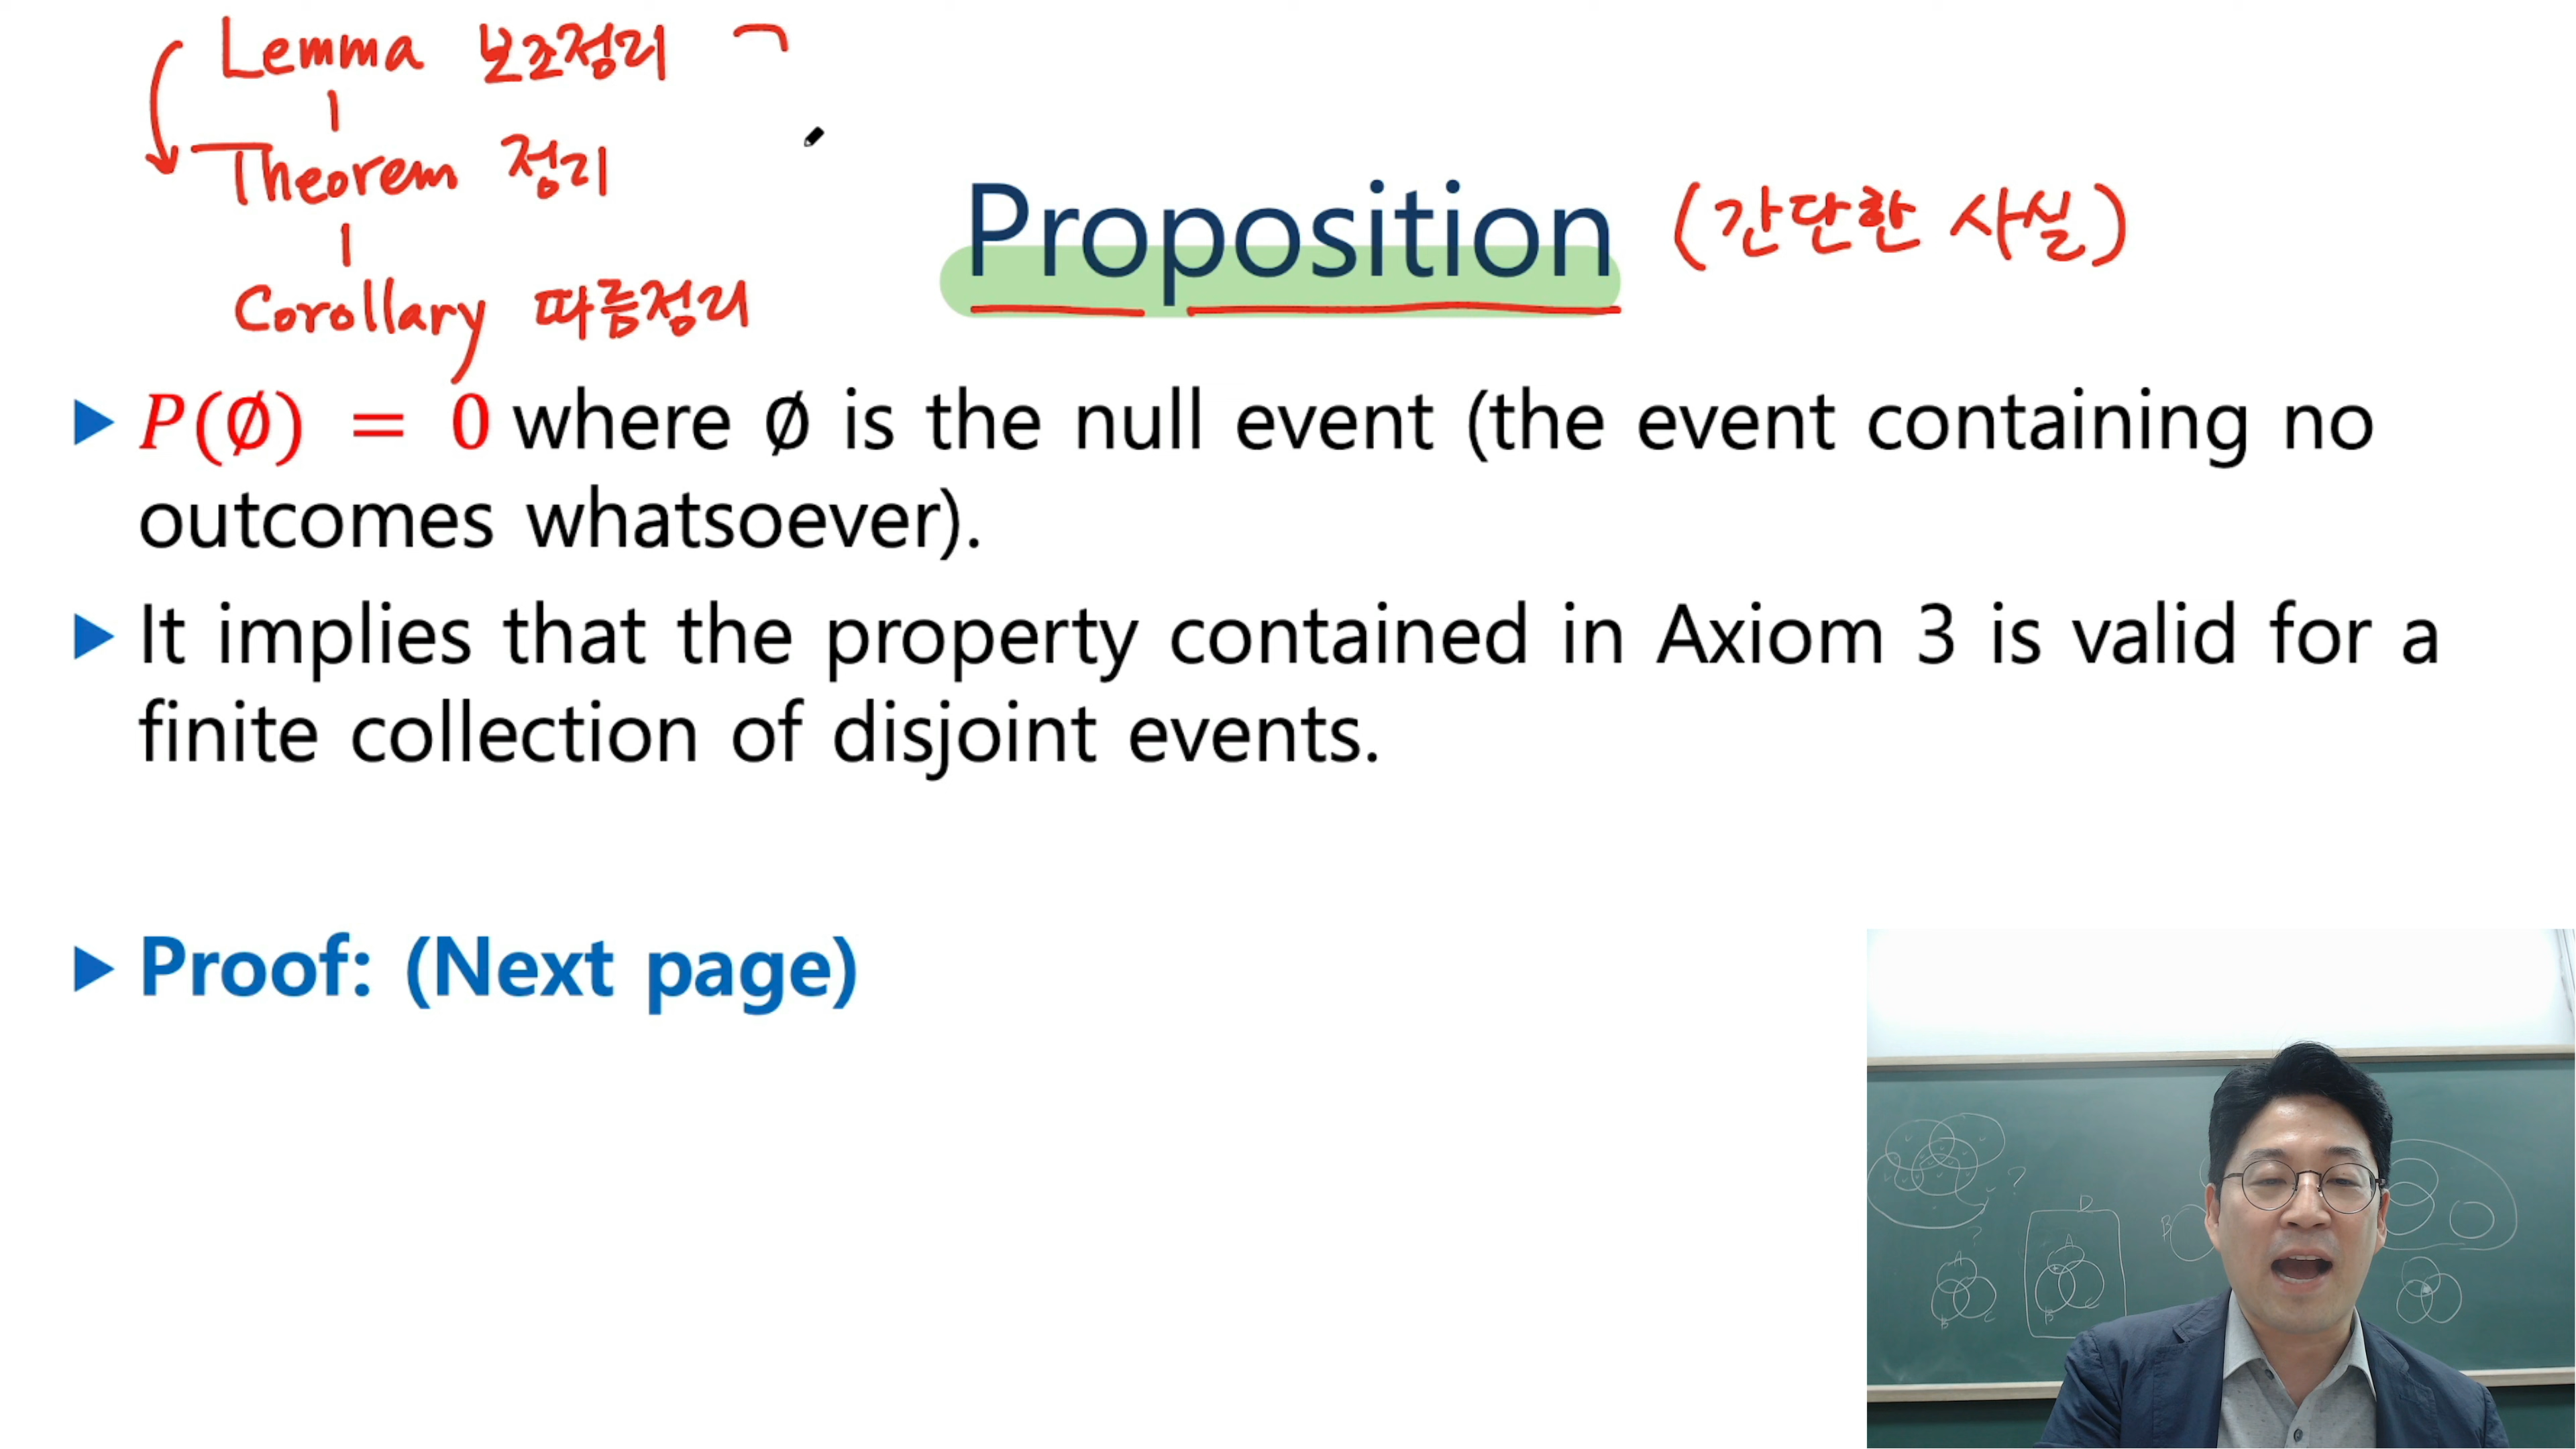 Lemma 보조정리 ㄱ
Theorem 정리
Corollary 따름정리
Proposition (간단한 사실)
P(∅) = 0 where ∅ is the null event (the event containing no
outcomes whatsoever).
It implies that the property contained in Axiom 3 is valid for a
finite collection of disjoint events.
Proof: (Next page)
?
?
D
A
B
A
B
C
B